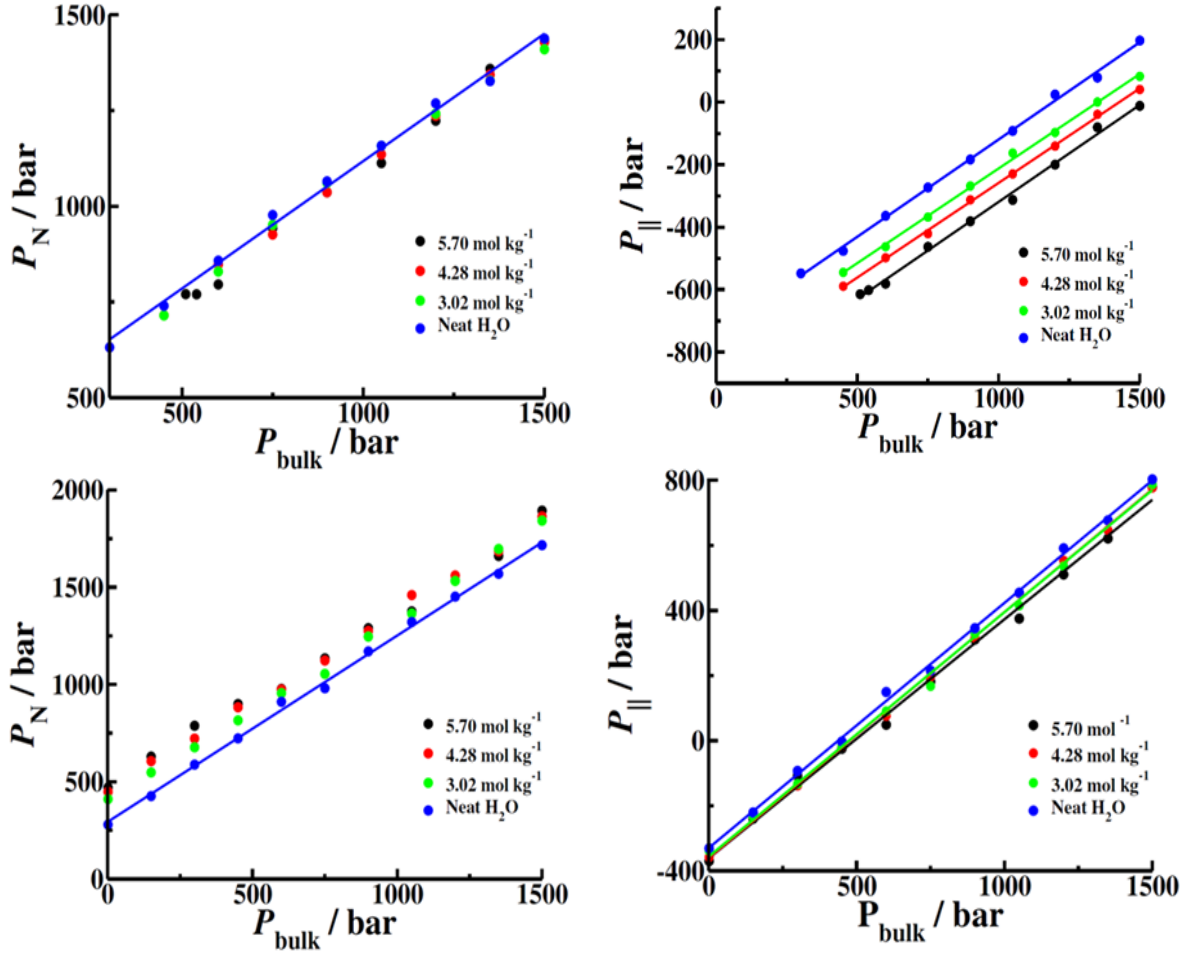 1500
1000
500
P_N / bar
500
1000
1500
P_bulk / bar
5.70 mol kg⁻¹
4.28 mol kg⁻¹
3.02 mol kg⁻¹
Neat H₂O
200
0
-200
-400
-600
-800
P_|| / bar
500
1000
1500
P_bulk / bar
5.70 mol kg⁻¹
4.28 mol kg⁻¹
3.02 mol kg⁻¹
Neat H₂O
2000
1500
1000
500
0
P_N / bar
0
500
1000
1500
P_bulk / bar
5.70 mol kg⁻¹
4.28 mol kg⁻¹
3.02 mol kg⁻¹
Neat H₂O
800
400
0
-400
P_|| / bar
0
500
1000
1500
P_bulk / bar
5.70 mol ⁻¹
4.28 mol kg⁻¹
3.02 mol kg⁻¹
Neat H₂O